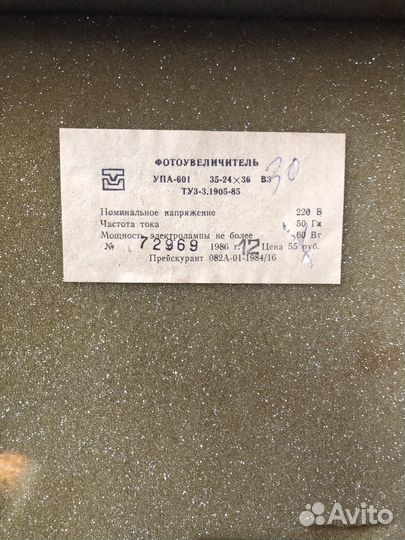 ФОТОУВЕЛИЧИТЕЛЬ
УПА-601 35-24×36 В3 30
ТУ3-3.1905-85
Номинальное напряжение 220 В
Частота тока 50 Гц
Мощность электролампы не более 60 Вт
№ 72969 1986 г. 12 Цена 55 руб.
Прейскурант 082А-01-1984/16
Avito